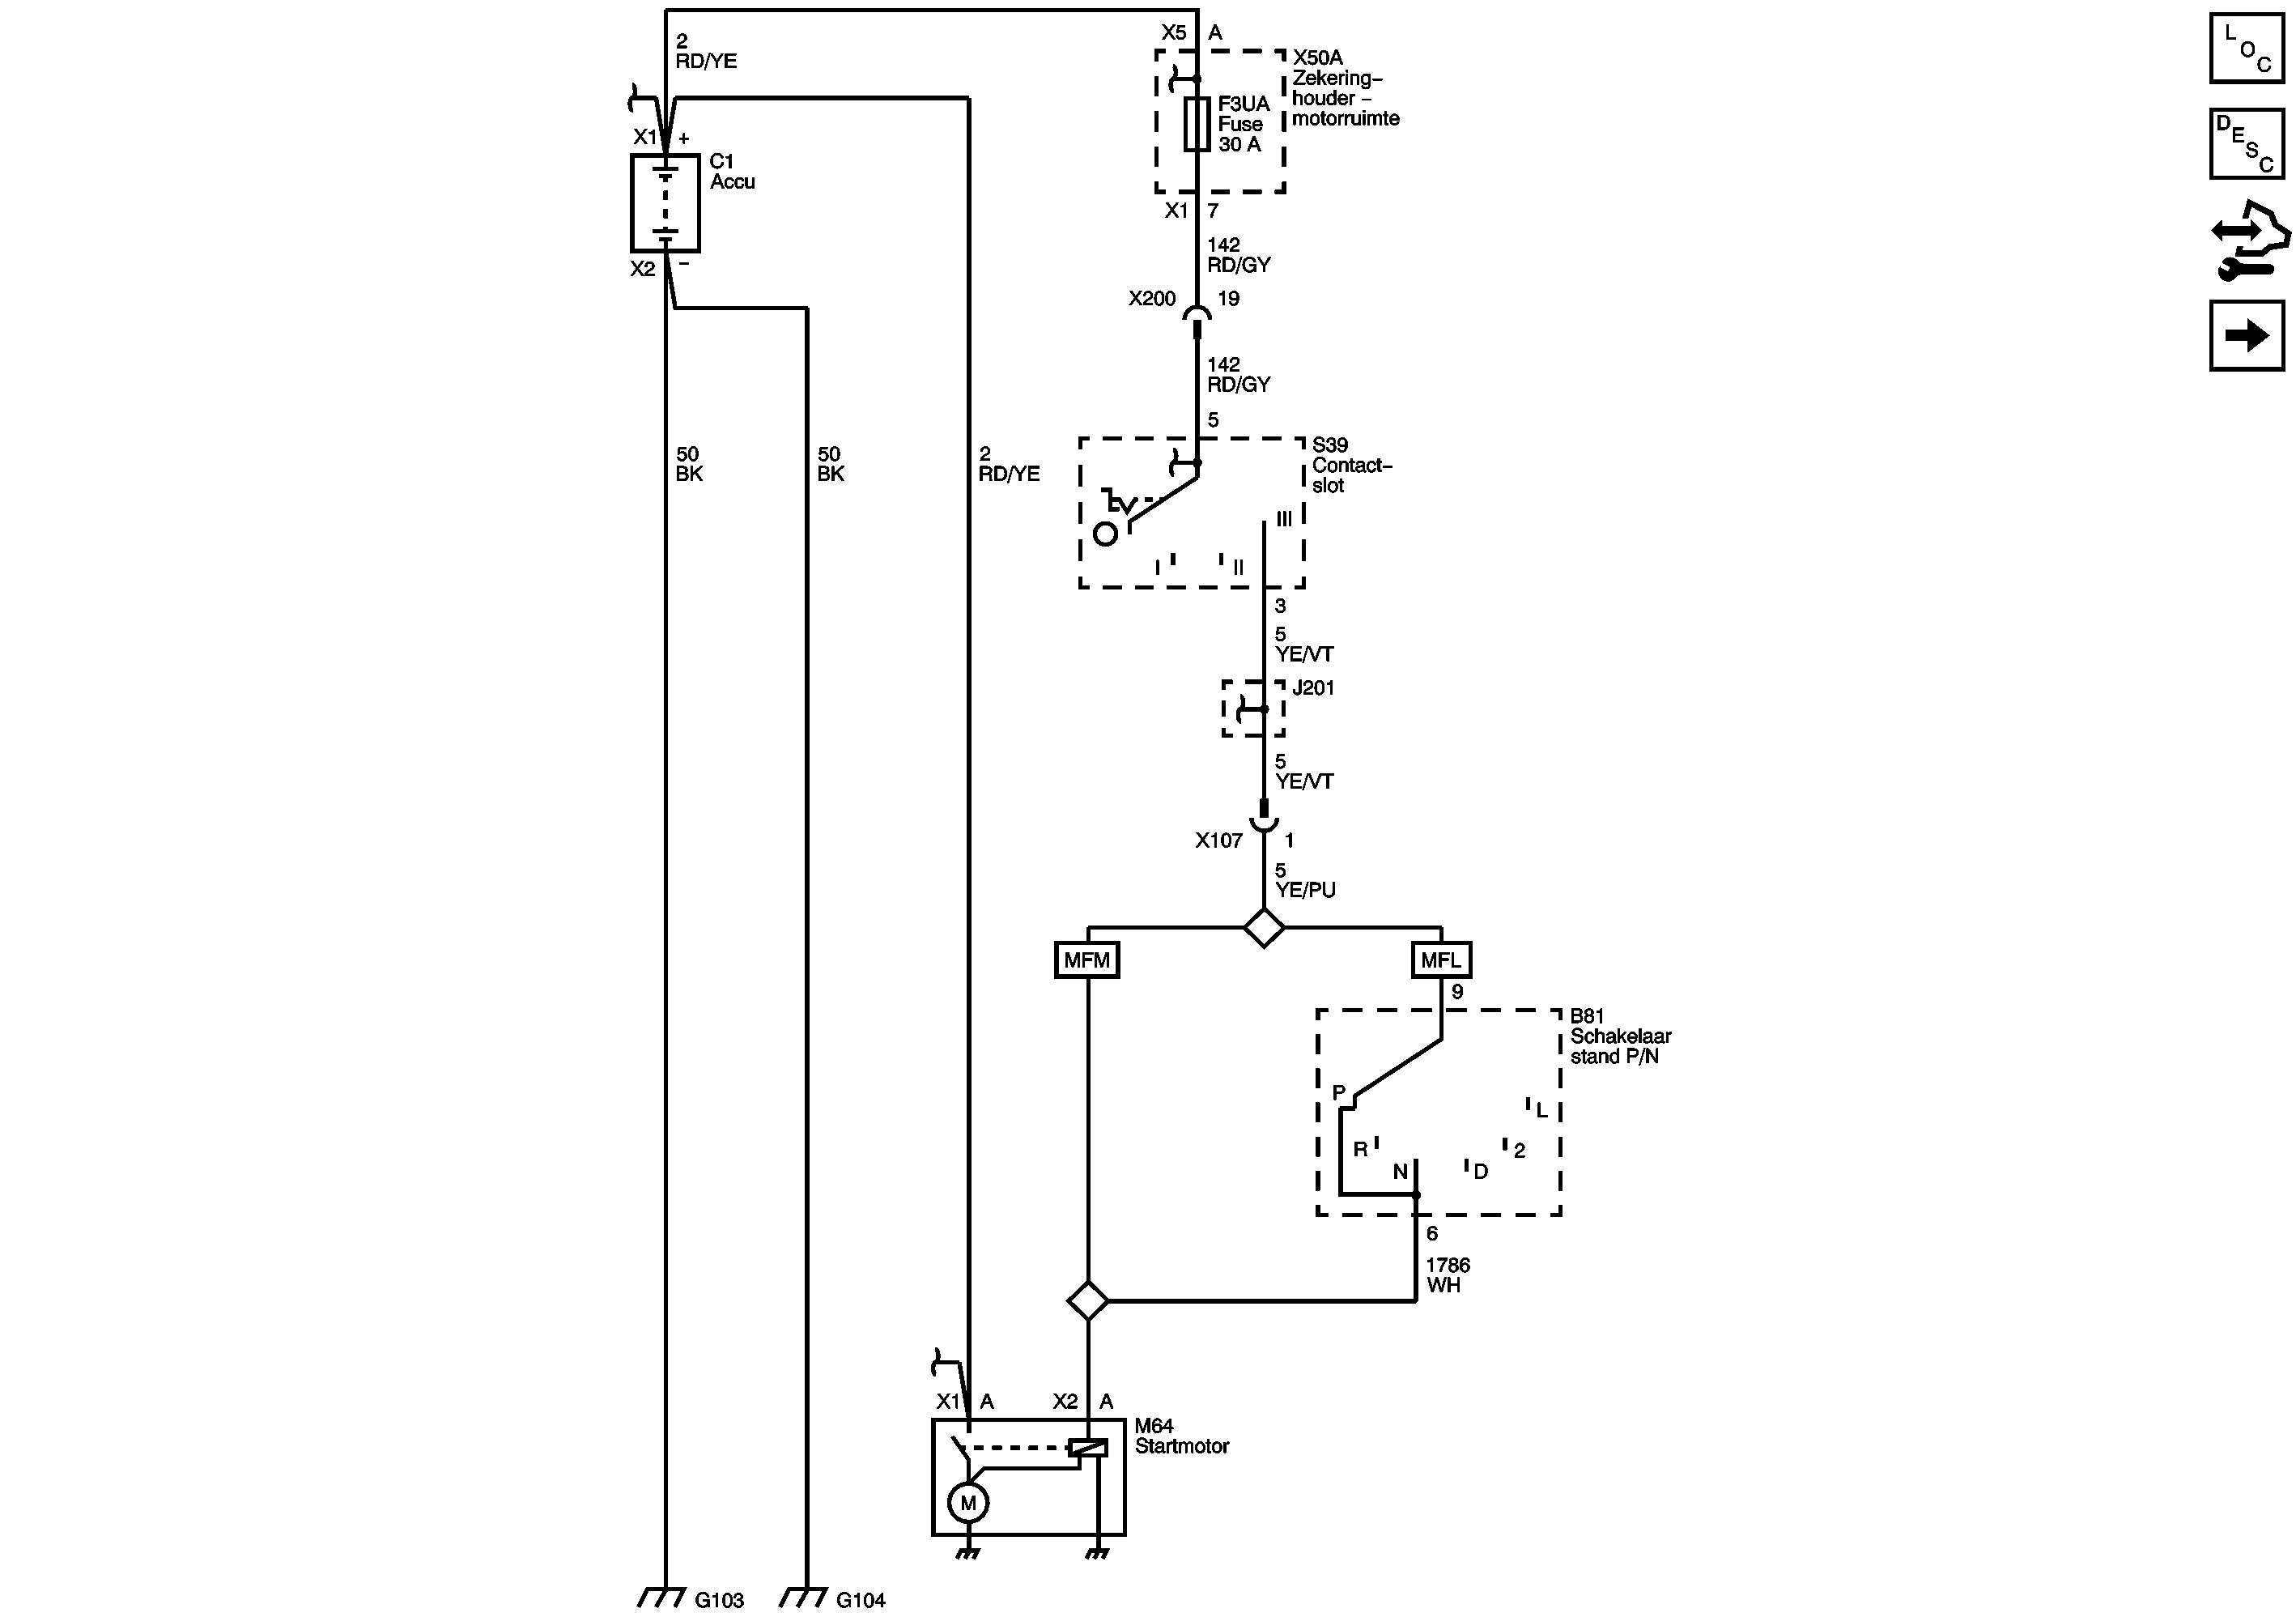 2
RD/YE
X5 A
X50A
Zekering-
houder -
motorruimte
F3UA
Fuse
30 A
X1 +
C1
Accu
X2 -
X1 7
142
RD/GY
X200 19
142
RD/GY
5
S39
Contact-
slot
III
I
II
50
BK
50
BK
2
RD/YE
3
5
YE/VT
J201
5
YE/VT
X107 1
5
YE/PU
MFM
MFL
9
B81
Schakelaar
stand P/N
P
L
R
2
N
D
6
1786
WH
X1 A
X2 A
M64
Startmotor
M
G103
G104
L
O
C
D
E
S
C